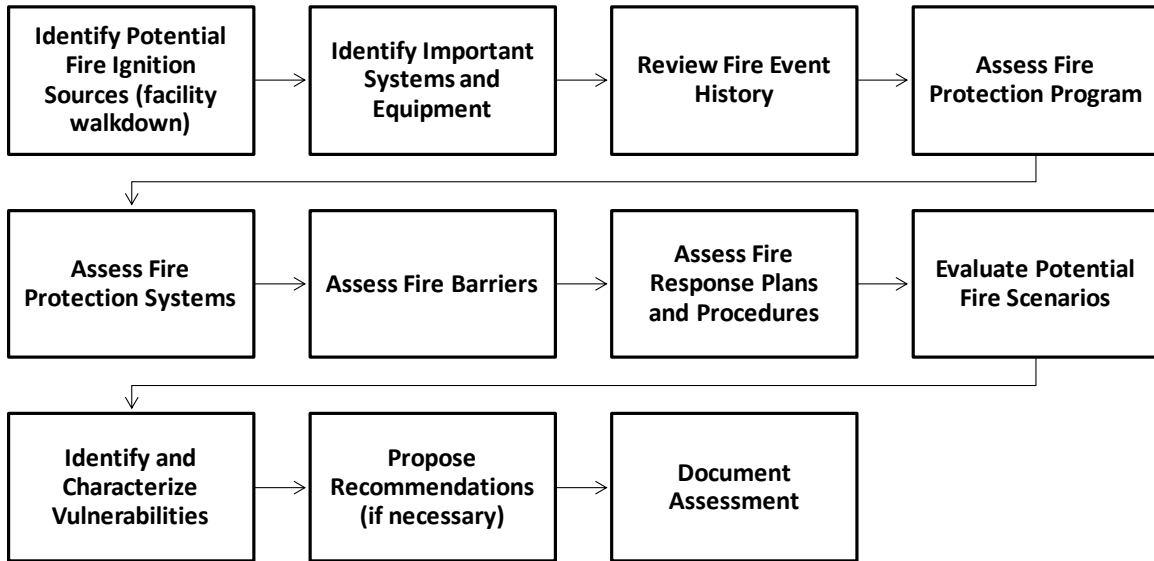 Identify Potential
Fire Ignition
Sources (facility
walkdown)
Identify Important
Systems and
Equipment
Review Fire Event
History
Assess Fire
Protection Program
Assess Fire
Protection Systems
Assess Fire Barriers
Assess Fire
Response Plans
and Procedures
Evaluate Potential
Fire Scenarios
Identify and
Characterize
Vulnerabilities
Propose
Recommendations
(if necessary)
Document
Assessment